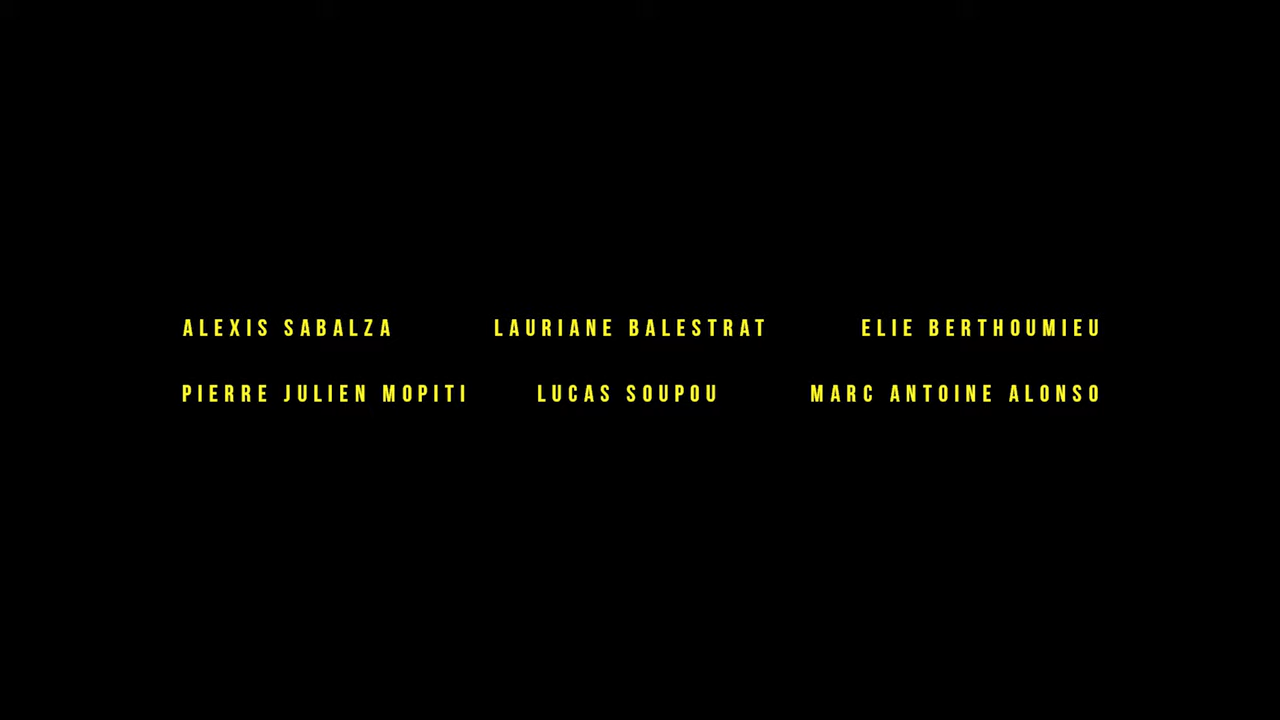 ALEXIS SABALZA LAURIANE BALESTRAT ELIE BERTHOUMIEU
PIERRE JULIEN MOPITI LUCAS SOUPOU MARC ANTOINE ALONSO